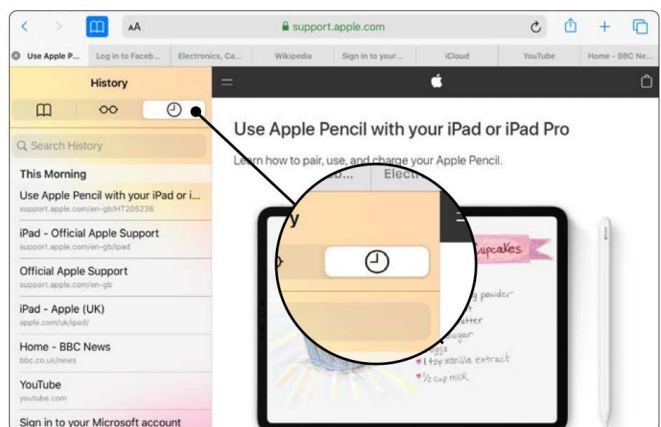 AA
support.apple.com
Use Apple P...
Log in to Faceb...
Electronics, Ca...
Wikipedia
Sign in to your...
iCloud
YouTube
Home - BBC Ne...
History
Search History
This Morning
Use Apple Pencil with your iPad or i...
support.apple.com/en-gb/HT205236
iPad - Official Apple Support
support.apple.com/en-gb/ipad
Official Apple Support
support.apple.com/en-gb
iPad - Apple (UK)
apple.com/uk/ipad/
Home - BBC News
bbc.co.uk/news
YouTube
youtube.com
Sign in to your Microsoft account
Use Apple Pencil with your iPad or iPad Pro
Learn how to pair, use, and charge your Apple Pencil.
Elect
y
cupcakes
powder
sugar
eggs
1 tsp vanilla extract
1/2 cup milk